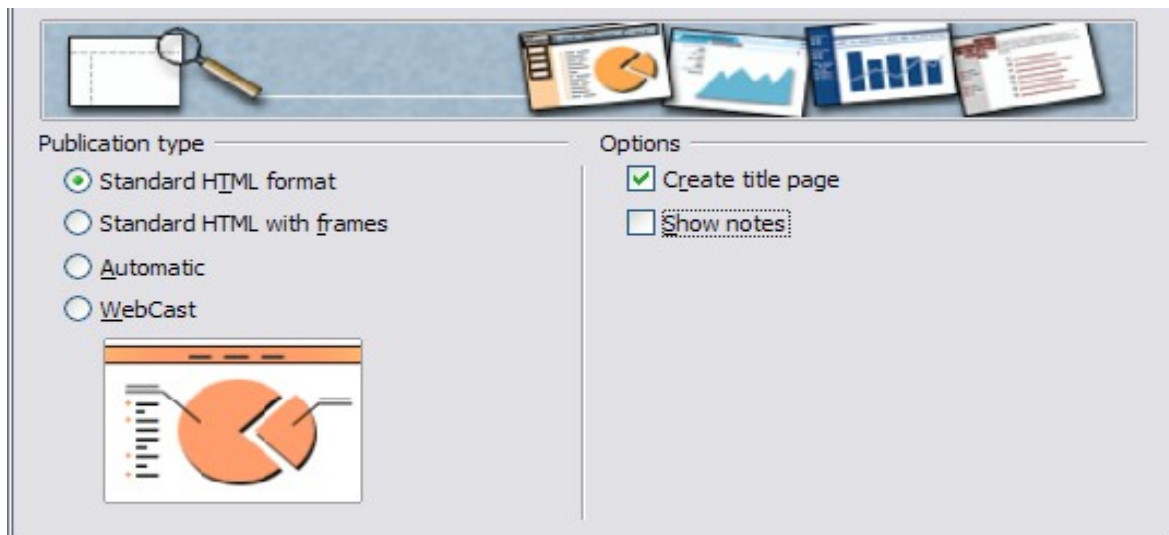 Publication type
Standard HTML format
Standard HTML with frames
Automatic
WebCast
Options
Create title page
Show notes